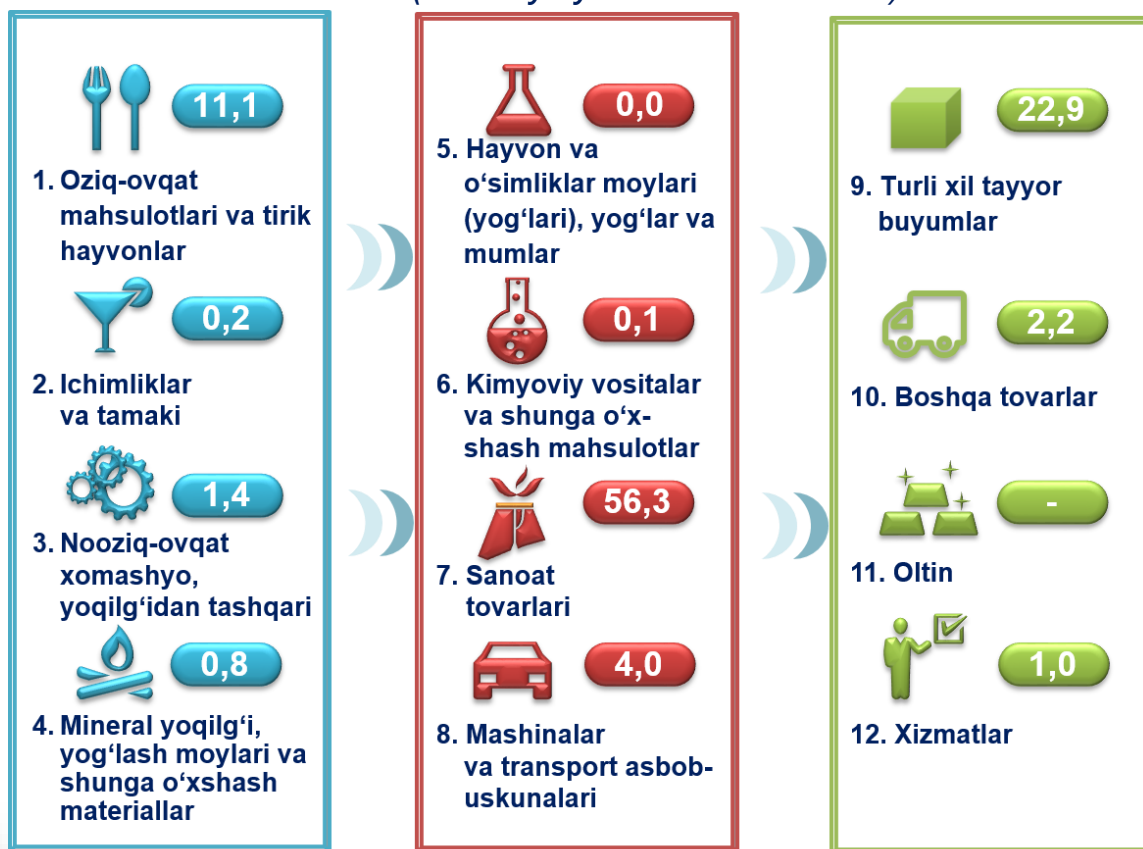 11,1
1. Oziq-ovqat
mahsulotlari va tirik
hayvonlar
0,2
2. Ichimliklar
va tamaki
1,4
3. Nooziq-ovqat
xomashyo,
yoqilg‘idan tashqari
0,8
4. Mineral yoqilg‘i,
yog‘lash moylari va
shunga o‘xshash
materiallar
0,0
5. Hayvon va
o‘simliklar moylari
(yog‘lari), yog‘lar va
mumlar
0,1
6. Kimyoviy vositalar
va shunga o‘x-
shash mahsulotlar
56,3
7. Sanoat
tovarlari
4,0
8. Mashinalar
va transport asbob-
uskunalari
22,9
9. Turli xil tayyor
buyumlar
2,2
10. Boshqa tovarlar
-
11. Oltin
1,0
12. Xizmatlar